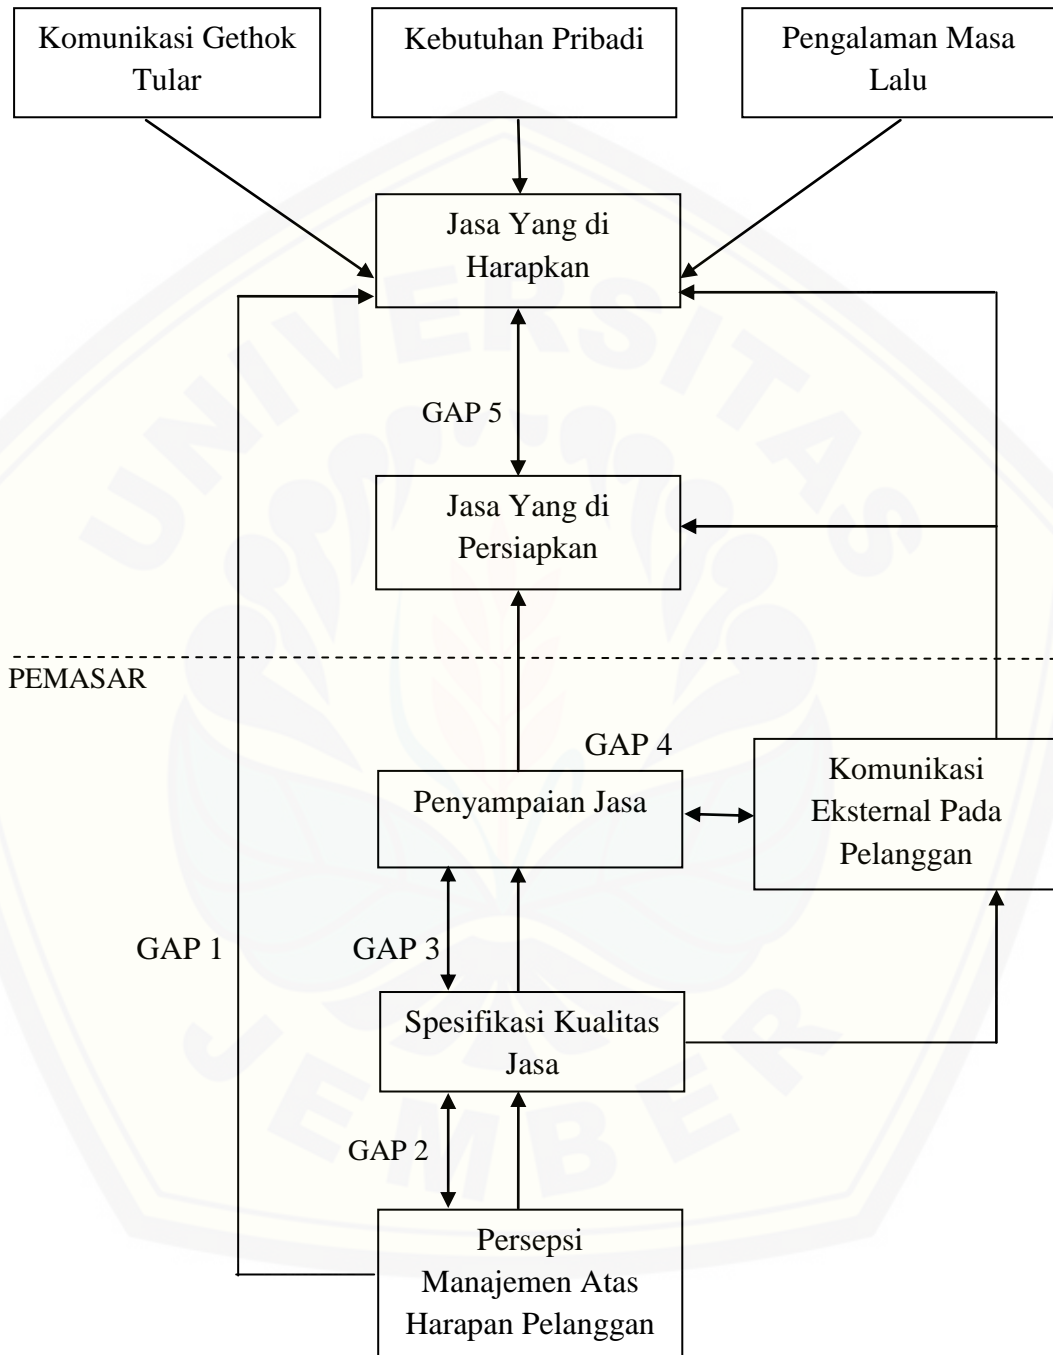 Komunikasi Gethok
Tular
Kebutuhan Pribadi
Pengalaman Masa
Lalu
Jasa Yang di
Harapkan
GAP 5
Jasa Yang di
Persiapkan
PEMASAR
GAP 4
Penyampaian Jasa
Komunikasi
Eksternal Pada
Pelanggan
GAP 1
GAP 3
Spesifikasi Kualitas
Jasa
GAP 2
Persepsi
Manajemen Atas
Harapan Pelanggan
UNIVERSITAS
JEMBER